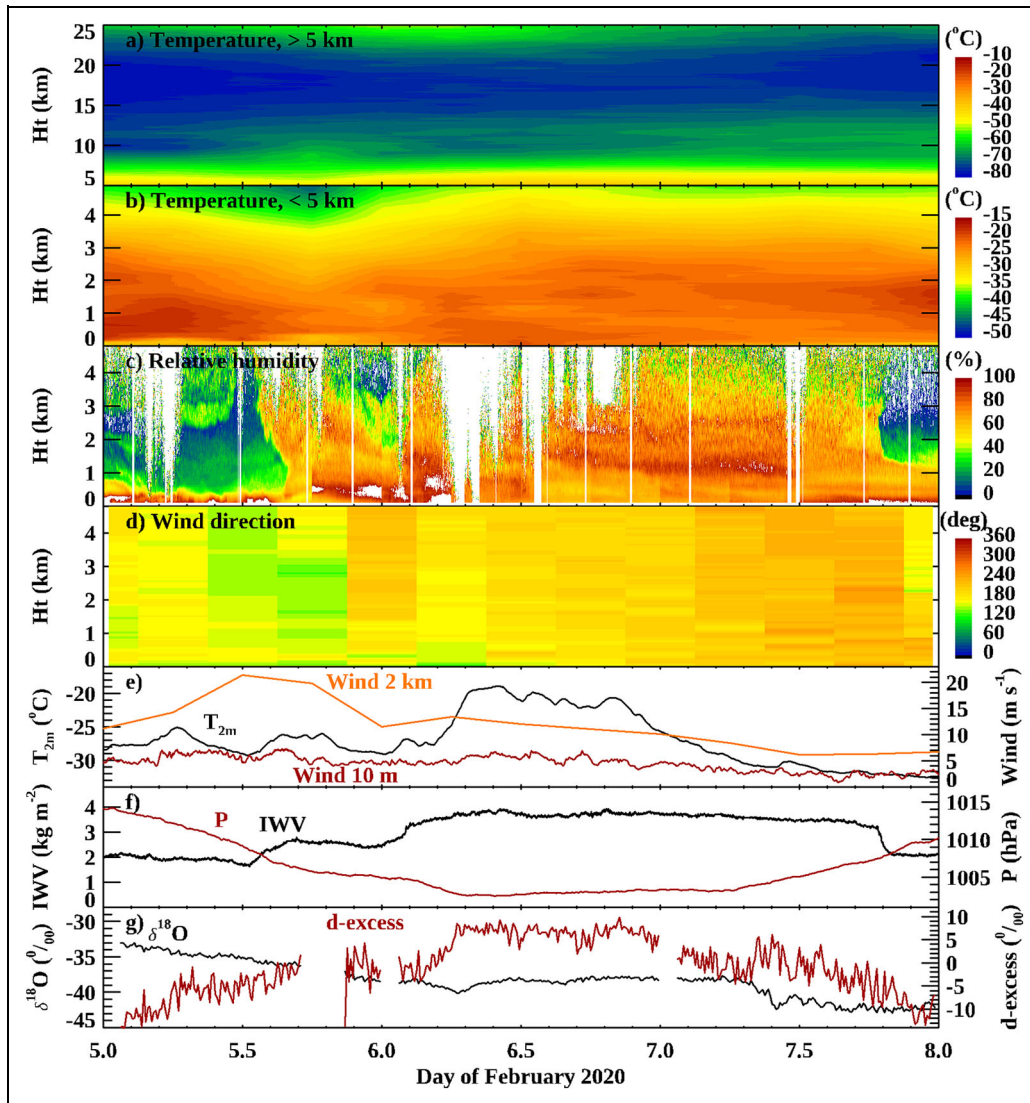 a) Temperature, > 5 km
25
20
15
10
5
Ht (km)
(°C)
-10
-20
-30
-40
-50
-60
-70
-80
b) Temperature, < 5 km
4
3
2
1
0
Ht (km)
(°C)
-15
-20
-25
-30
-35
-40
-45
-50
c) Relative humidity
4
3
2
1
0
Ht (km)
(%)
100
80
60
40
20
0
d) Wind direction
4
3
2
1
0
Ht (km)
(deg)
360
300
240
180
120
60
0
e)
Wind 2 km
T2m
Wind 10 m
-20
-25
-30
T2m (°C)
20
15
10
5
0
Wind (m s-1)
f)
P
IWV
4
3
2
1
0
IWV (kg m-2)
1015
1010
1005
P (hPa)
g)
δ18O
d-excess
-30
-35
-40
-45
δ18O (0/00)
10
5
0
-5
-10
d-excess (0/00)
5.0 5.5 6.0 6.5 7.0 7.5 8.0
Day of February 2020